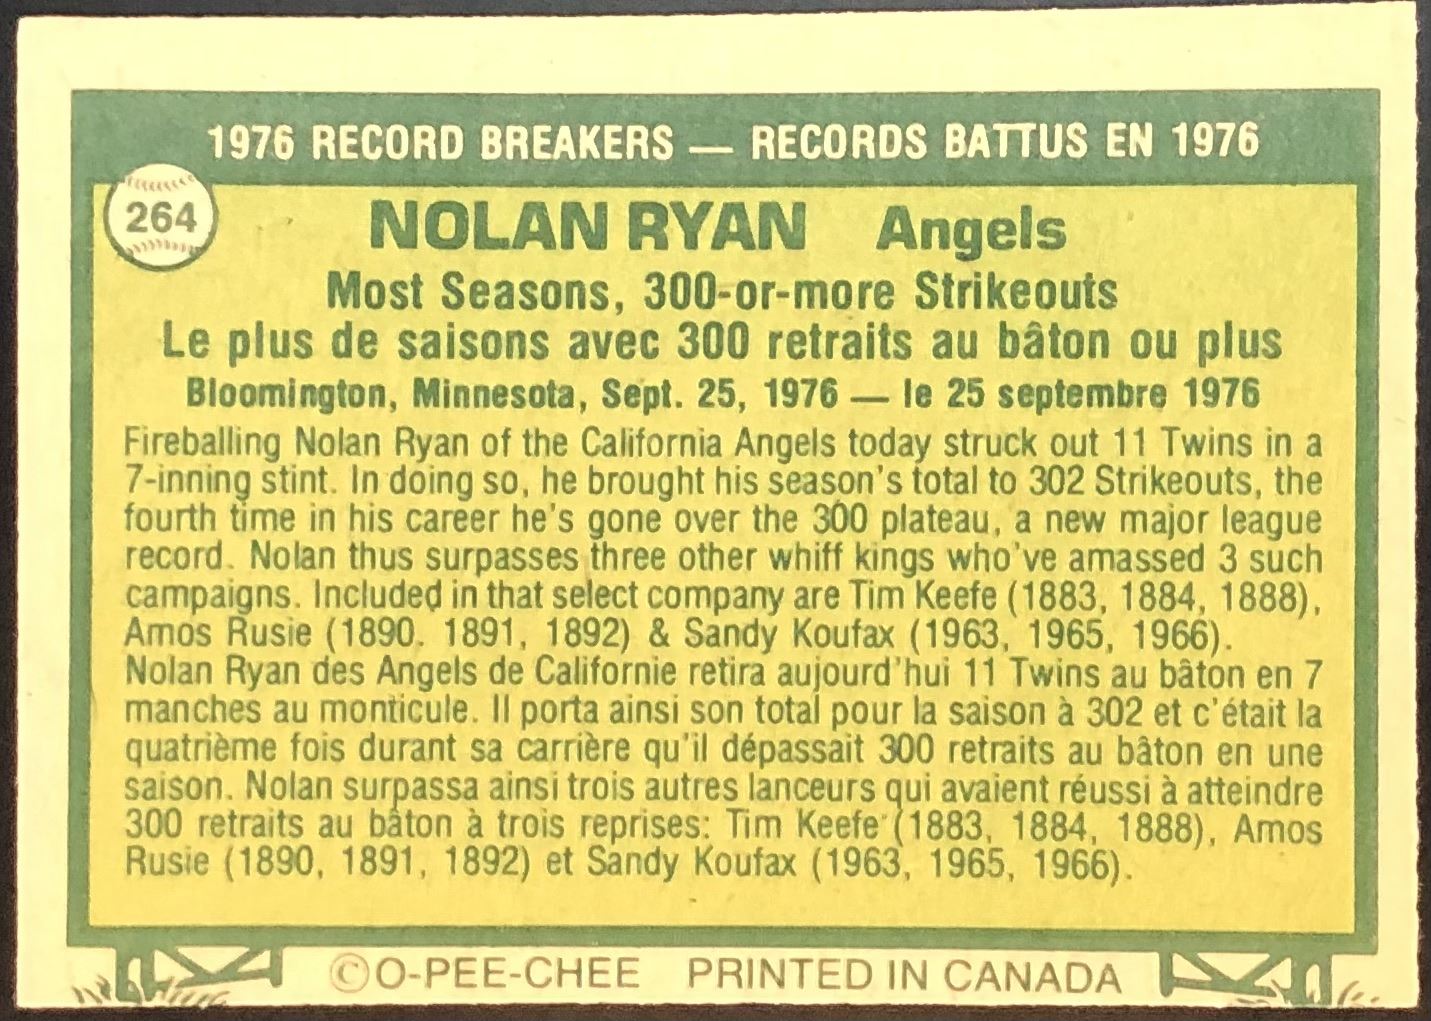 1976 RECORD BREAKERS — RECORDS BATTUS EN 1976
264
NOLAN RYAN Angels
Most Seasons, 300-or-more Strikeouts
Le plus de saisons avec 300 retraits au bâton ou plus
Bloomington, Minnesota, Sept. 25, 1976 — le 25 septembre 1976
Fireballing Nolan Ryan of the California Angels today struck out 11 Twins in a
7-inning stint. In doing so, he brought his season's total to 302 Strikeouts, the
fourth time in his career he's gone over the 300 plateau, a new major league
record. Nolan thus surpasses three other whiff kings who've amassed 3 such
campaigns. Included in that select company are Tim Keefe (1883, 1884, 1888),
Amos Rusie (1890. 1891, 1892) & Sandy Koufax (1963, 1965, 1966).
Nolan Ryan des Angels de Californie retira aujourd'hui 11 Twins au bâton en 7
manches au monticule. Il porta ainsi son total pour la saison à 302 et c'était la
quatrième fois durant sa carrière qu'il dépassait 300 retraits au bâton en une
saison. Nolan surpassa ainsi trois autres lanceurs qui avaient réussi à atteindre
300 retraits au bâton à trois reprises: Tim Keefe (1883, 1884, 1888), Amos
Rusie (1890, 1891, 1892) et Sandy Koufax (1963, 1965, 1966).
©O-PEE-CHEE PRINTED IN CANADA